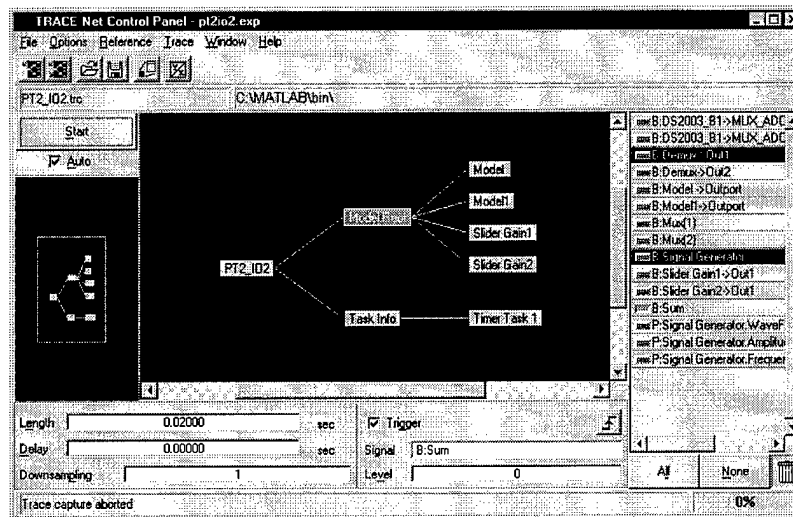 TRACE Net Control Panel - pt2io2.exp
File Options Reference Trace Window Help
PT2_IO2.trc C:\MATLAB\bin\
Start
Auto
PT2_IO2
Model Root
Model
Model1
Slider Gain1
Slider Gain2
Task Info
Timer Task 1
B:DS2003_B1->MUX_ADC
B:DS2003_B1->MUX_ADC
B:Demux->Out1
B:Demux->Out2
B:Model->Outport
B:Model1->Outport
B:Mux(1)
B:Mux(2)
B:Signal Generator
B:Slider Gain1->Out1
B:Slider Gain2->Out1
B:Sum
P:Signal Generator.WaveF
P:Signal Generator.Amplitu
P:Signal Generator.Frequen
Length 0.02000 sec
Delay 0.00000 sec
Downsampling 1
Trigger
Signal B:Sum
Level 0
All None
Trace capture aborted 0%